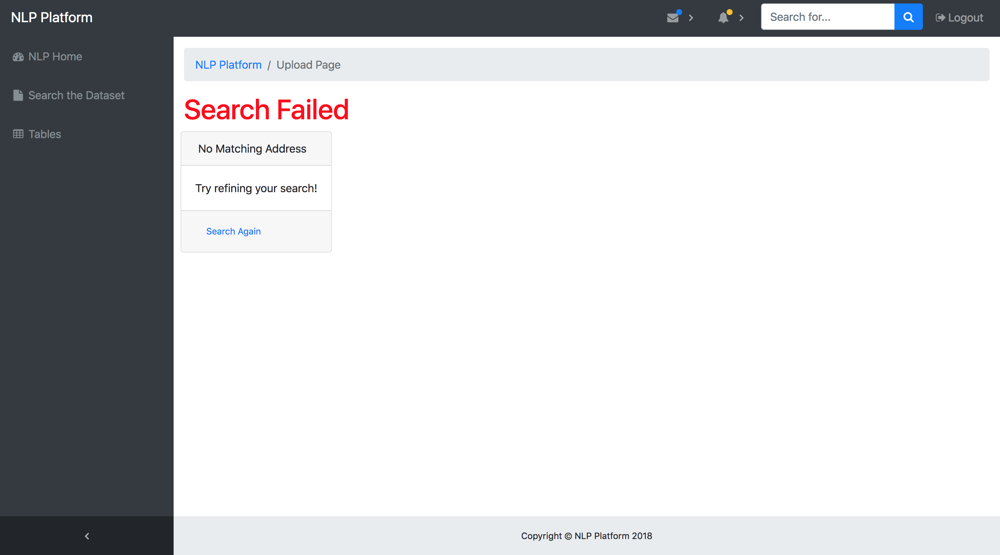 NLP Platform
Search for...
Logout
NLP Home
Search the Dataset
Tables
NLP Platform / Upload Page
Search Failed
No Matching Address
Try refining your search!
Search Again
Copyright © NLP Platform 2018